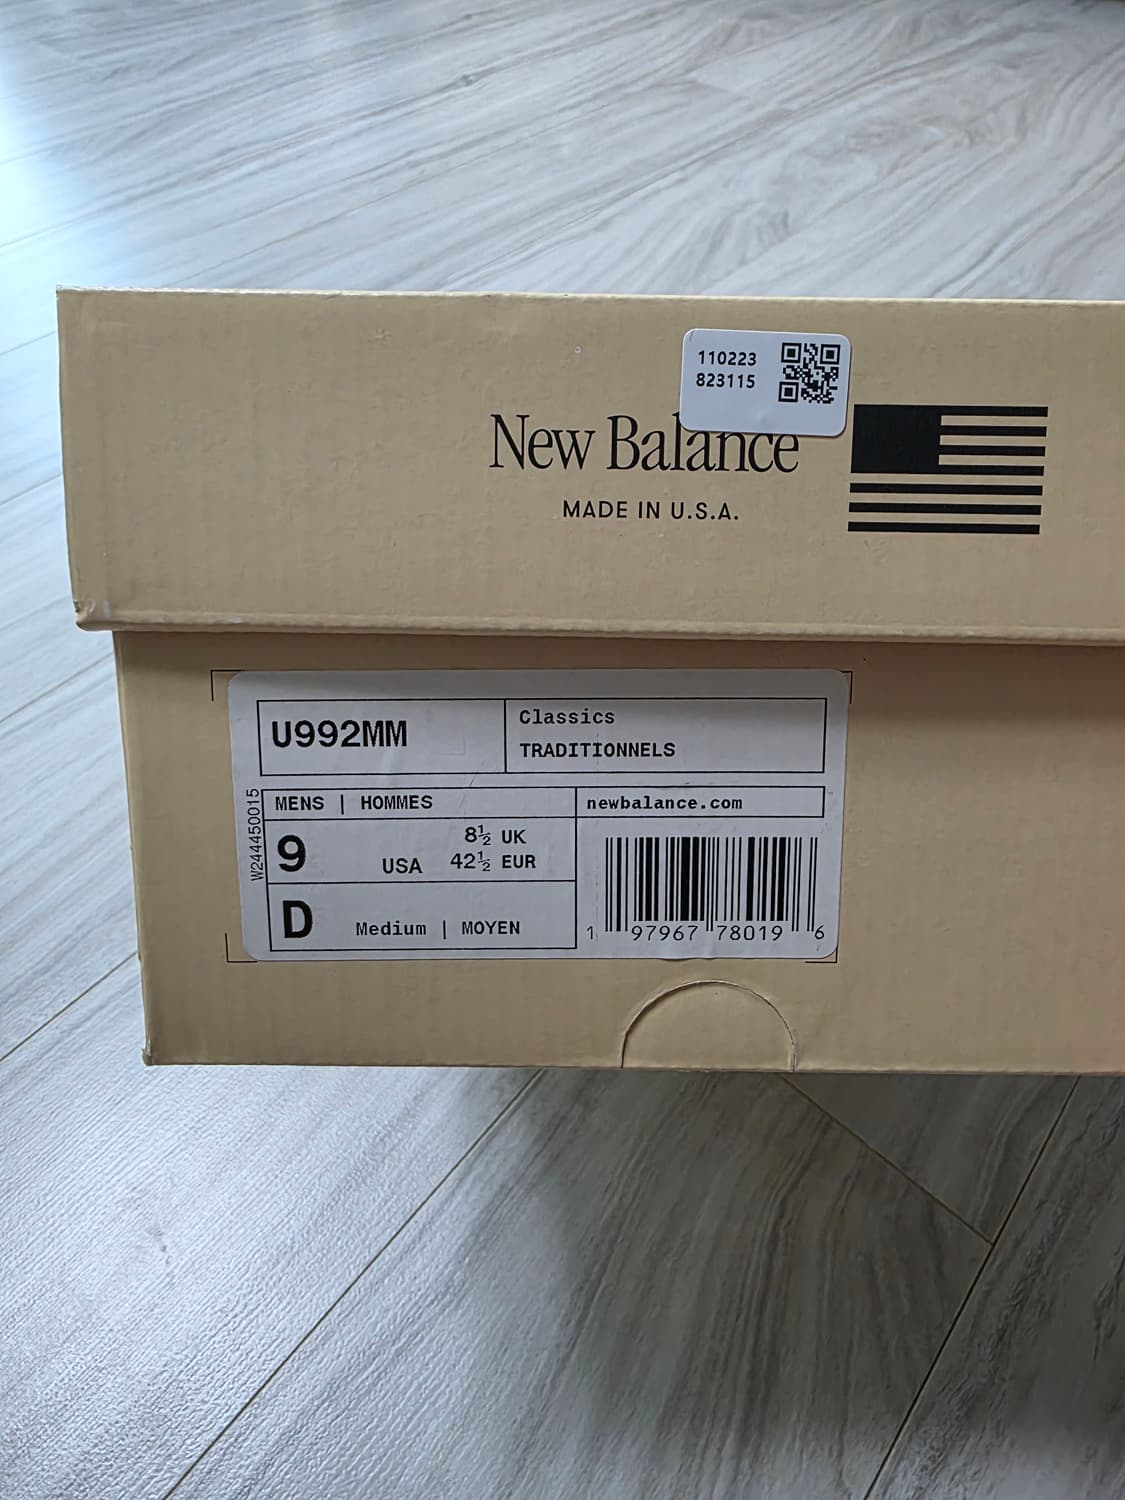 110223
823115
New Balance
MADE IN U.S.A.
U992MM
Classics
TRADITIONNELS
W244450015
MENS | HOMMES
newbalance.com
9 USA 8½ UK
42½ EUR
D Medium | MOYEN
1 97967 78019 6